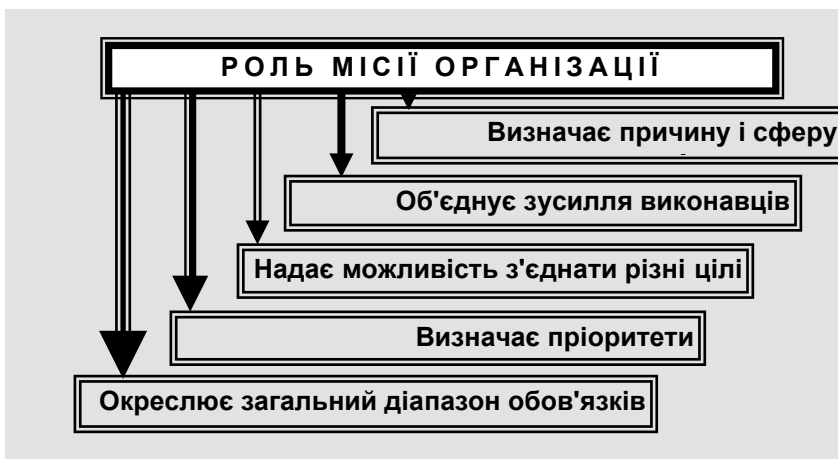 РОЛЬ МІСІЇ ОРГАНІЗАЦІЇ
Визначає причину і сферу
Об'єднує зусилля виконавців
Надає можливість з'єднати різні цілі
Визначає пріоритети
Окреслює загальний діапазон обов'язків